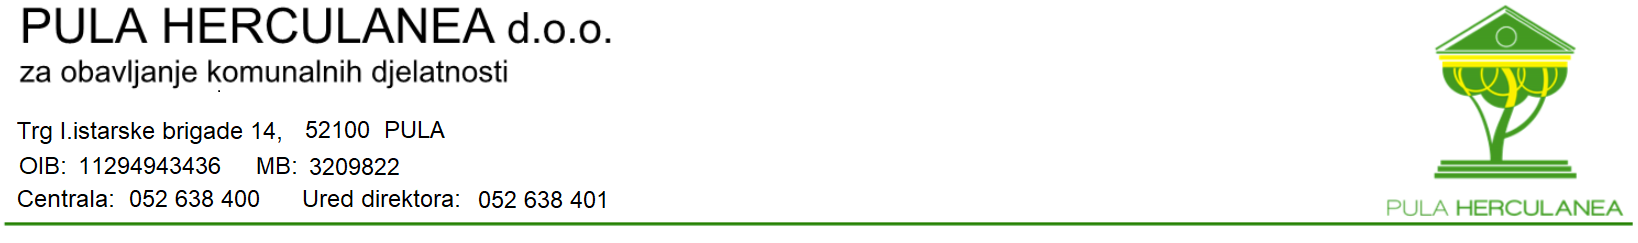 PULA HERCULANEA d.o.o.
za obavljanje komunalnih djelatnosti
Trg I.istarske brigade 14, 52100 PULA
OIB: 11294943436 MB: 3209822
Centrala: 052 638 400 Ured direktora: 052 638 401
PULA HERCULANEA